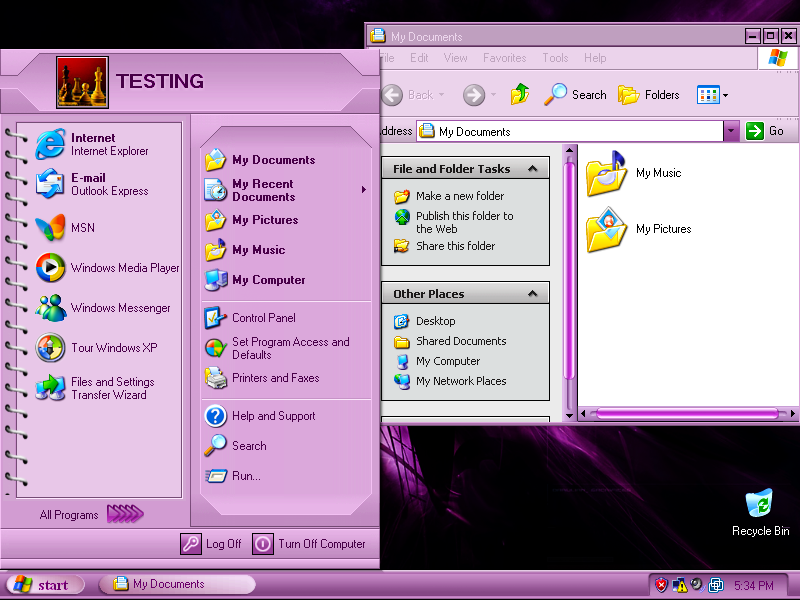 My Documents
File Edit View Favorites Tools Help
Back
Search
Folders
Address
My Documents
Go
File and Folder Tasks
Make a new folder
Publish this folder to
the Web
Share this folder
Other Places
Desktop
Shared Documents
My Computer
My Network Places
My Music
My Pictures
TESTING
Internet
Internet Explorer
E-mail
Outlook Express
MSN
Windows Media Player
Windows Messenger
Tour Windows XP
Files and Settings
Transfer Wizard
All Programs
My Documents
My Recent
Documents
My Pictures
My Music
My Computer
Control Panel
Set Program Access and
Defaults
Printers and Faxes
Help and Support
Search
Run...
Log Off
Turn Off Computer
Recycle Bin
start
My Documents
5:34 PM